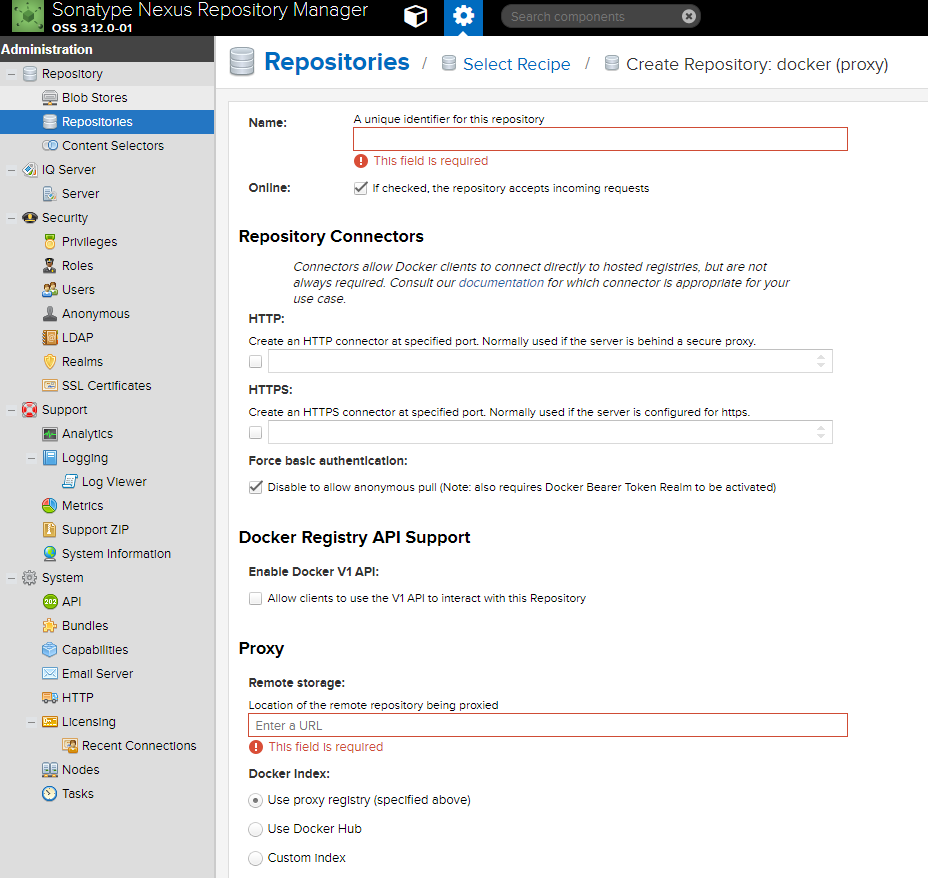 Sonatype Nexus Repository Manager
OSS 3.12.0-01
Search components
Administration
Repository
Blob Stores
Repositories
Content Selectors
IQ Server
Server
Security
Privileges
Roles
Users
Anonymous
LDAP
Realms
SSL Certificates
Support
Analytics
Logging
Log Viewer
Metrics
Support ZIP
System Information
System
202
API
Bundles
Capabilities
Email Server
HTTP
Licensing
Recent Connections
Nodes
Tasks
Repositories / Select Recipe / Create Repository: docker (proxy)
Name:
A unique identifier for this repository
This field is required
Online:
If checked, the repository accepts incoming requests
Repository Connectors
Connectors allow Docker clients to connect directly to hosted registries, but are not
always required. Consult our documentation for which connector is appropriate for your
use case.
HTTP:
Create an HTTP connector at specified port. Normally used if the server is behind a secure proxy.
HTTPS:
Create an HTTPS connector at specified port. Normally used if the server is configured for https.
Force basic authentication:
Disable to allow anonymous pull (Note: also requires Docker Bearer Token Realm to be activated)
Docker Registry API Support
Enable Docker V1 API:
Allow clients to use the V1 API to interact with this Repository
Proxy
Remote storage:
Location of the remote repository being proxied
Enter a URL
This field is required
Docker Index:
Use proxy registry (specified above)
Use Docker Hub
Custom Index